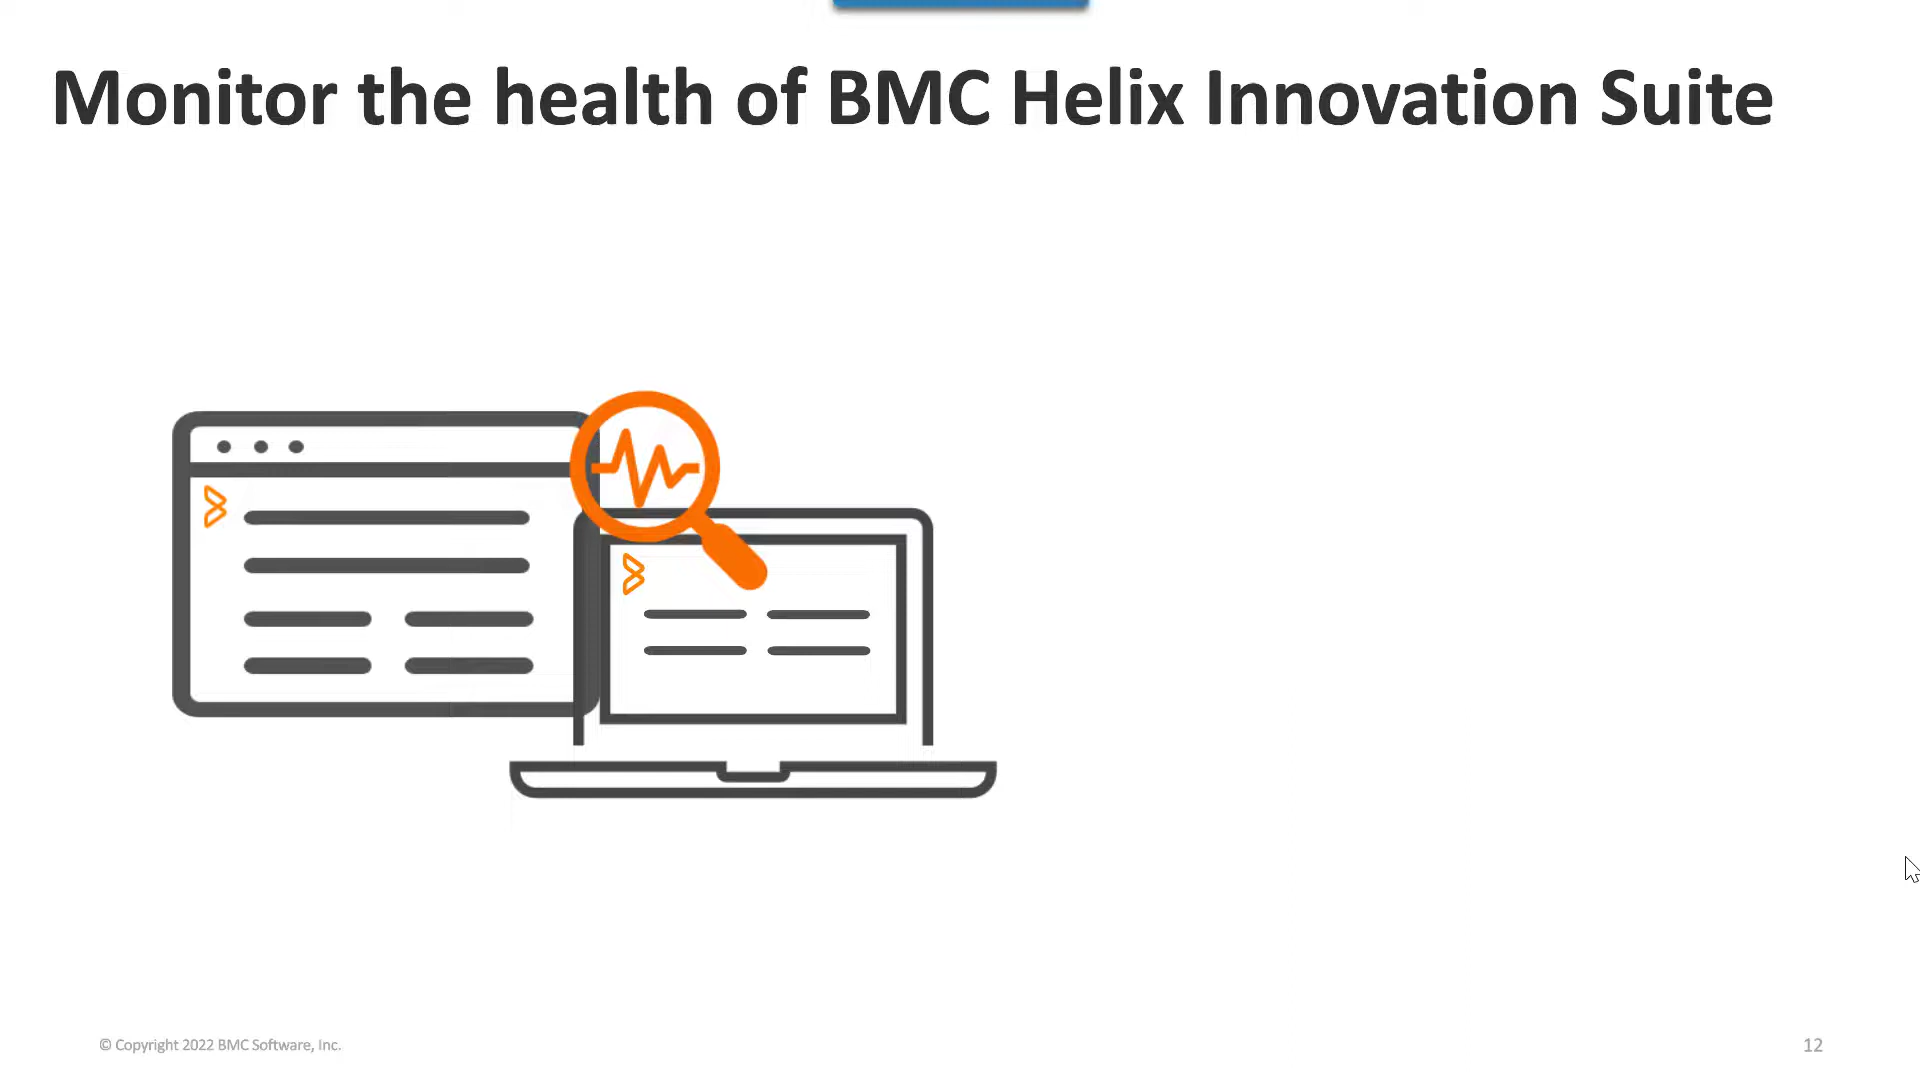 Monitor the health of BMC Helix Innovation Suite
© Copyright 2022 BMC Software, Inc.
12